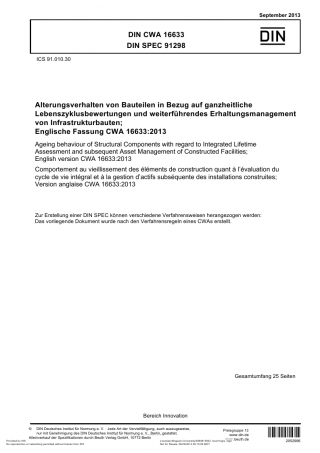 September 2013
DIN CWA 16633
DIN SPEC 91298
DIN
ICS 91.010.30
Alterungsverhalten von Bauteilen in Bezug auf ganzheitliche
Lebenszyklusbewertungen und weiterführendes Erhaltungsmanagement
von Infrastrukturbauten;
Englische Fassung CWA 16633:2013
Ageing behaviour of Structural Components with regard to Integrated Lifetime
Assessment and subsequent Asset Management of Constructed Facilities;
English version CWA 16633:2013
Comportement au vieillissement des éléments de construction quant à l'évaluation du
cycle de vie intégral et à la gestion d'actifs subséquente des installations construites;
Version anglaise CWA 16633:2013
Zur Erstellung einer DIN SPEC können verschiedene Verfahrensweisen herangezogen werden:
Das vorliegende Dokument wurde nach den Verfahrensregeln eines CWAs erstellt.
Gesamtumfang 25 Seiten
Bereich Innovation
© DIN Deutsches Institut für Normung e. V. · Jede Art der Vervielfältigung, auch auszugsweise,
nur mit Genehmigung des DIN Deutsches Institut für Normung e. V., Berlin, gestattet.
Alleinverkauf der Spezifikationen durch Beuth Verlag GmbH, 10772 Berlin
Preisgruppe 13
www.din.de
www.beuth.de